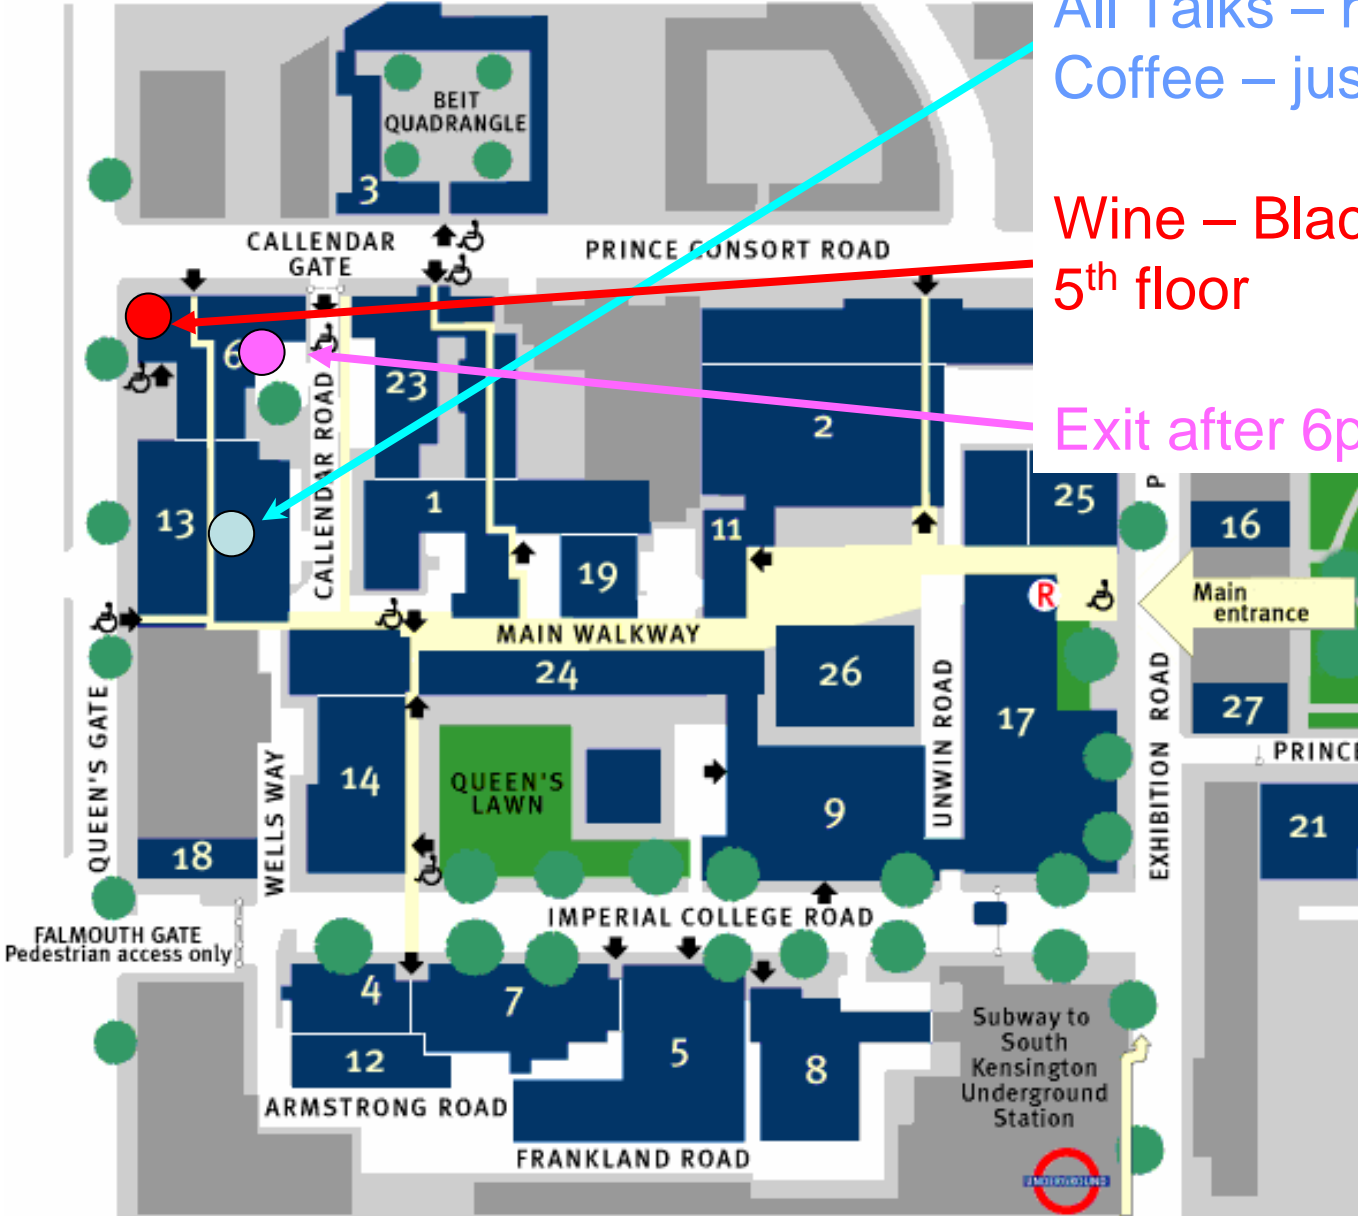 All Talks – r
Coffee – jus
Wine – Blac
5th floor
Exit after 6p
BEIT
QUADRANGLE
3
CALLENDAR
GATE
PRINCE CONSORT ROAD
6
23
2
CALLENDAR ROAD
13
1
11
25
P
16
19
R
Main
entrance
MAIN WALKWAY
24
26
UNWIN ROAD
17
27
EXHIBITION ROAD
PRINCE
QUEEN'S GATE
WELLS WAY
14
QUEEN'S
LAWN
9
21
18
IMPERIAL COLLEGE ROAD
FALMOUTH GATE
Pedestrian access only
4
7
12
5
8
Subway to
South
Kensington
Underground
Station
ARMSTRONG ROAD
FRANKLAND ROAD
UNDERGROUND